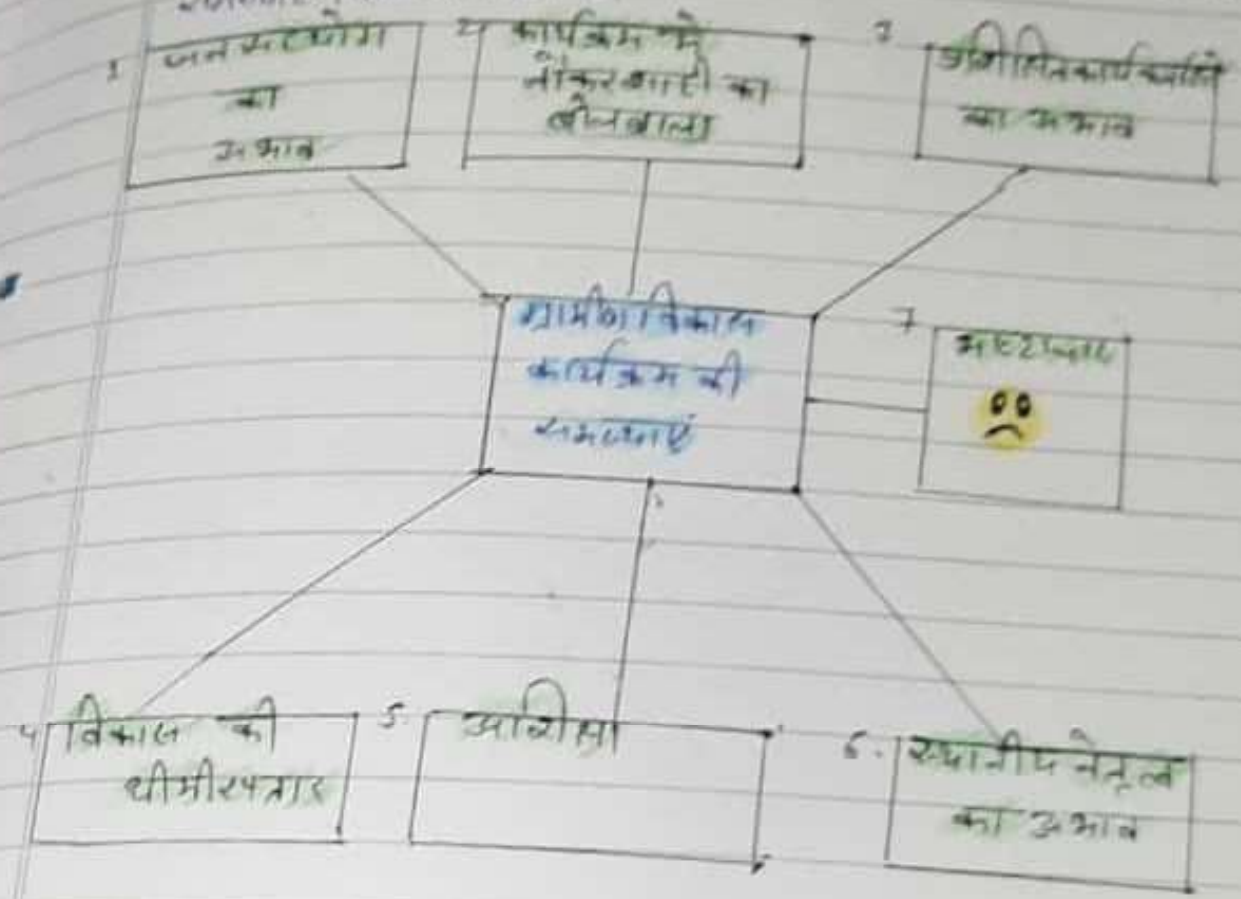 1 जनसहयोग
का
अभाव
2 कार्यक्रम में
नौकरशाही का
बोलबाला
3 प्रशिक्षित कार्यकर्ताओं
का अभाव
ग्रामीण विकास
कार्यक्रम की
समस्याएं
7 भ्रष्टाचार
4 विकास की
धीमी रफ्तार
5. अशिक्षा
6. स्थानीय नेतृत्व
का अभाव